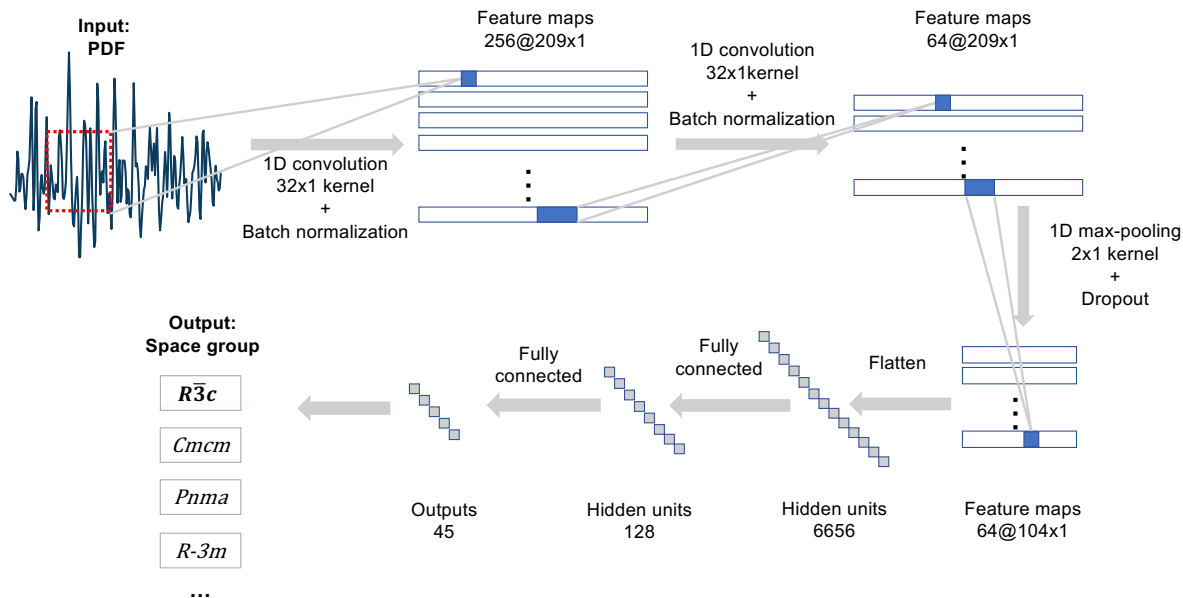 Input:
PDF
1D convolution
32x1 kernel
+
Batch normalization
Feature maps
256@209x1
1D convolution
32x1kernel
+
Batch normalization
Feature maps
64@209x1
1D max-pooling
2x1 kernel
+
Dropout
Feature maps
64@104x1
Flatten
Hidden units
6656
Fully
connected
Hidden units
128
Fully
connected
Outputs
45
Output:
Space group
R3̅c
Cmcm
Pnma
R-3m
...